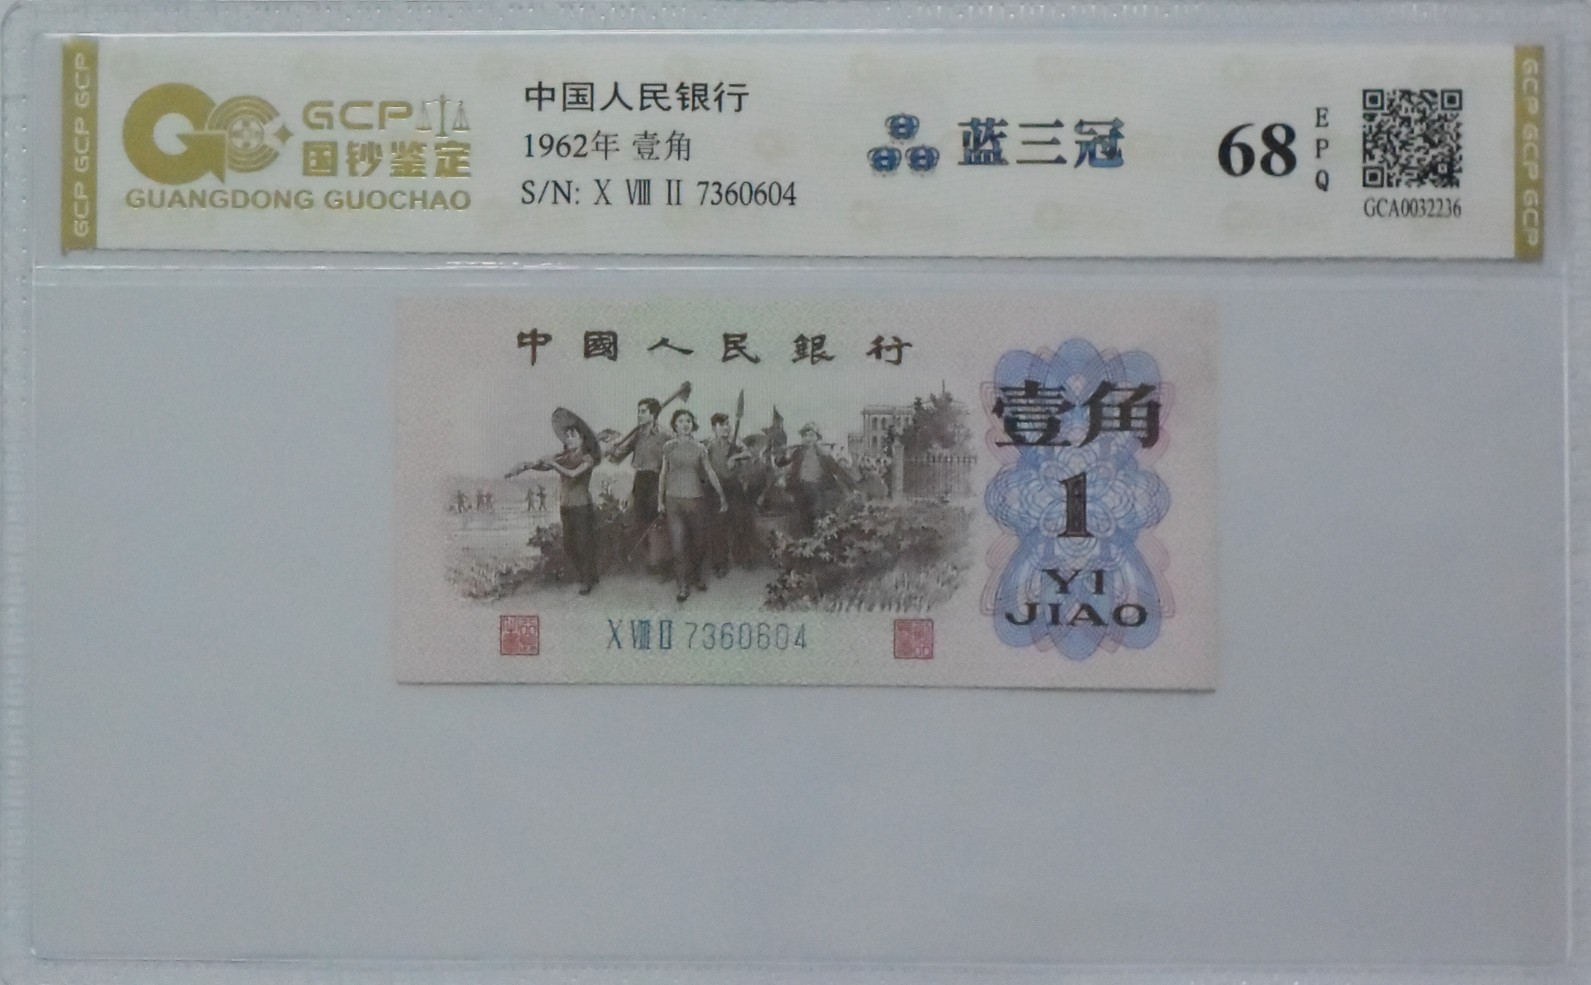 GCP GCP GCP
GCP
国钞鉴定
GUANGDONG GUOCHAO
中国人民银行
1962年 壹角
S/N: X Ⅷ Ⅱ 7360604
蓝三冠
68
EPQ
GCA0032236
GCP GCP GCP
中國人民銀行
壹角
1
YI
JIAO
X Ⅷ Ⅱ 7360604